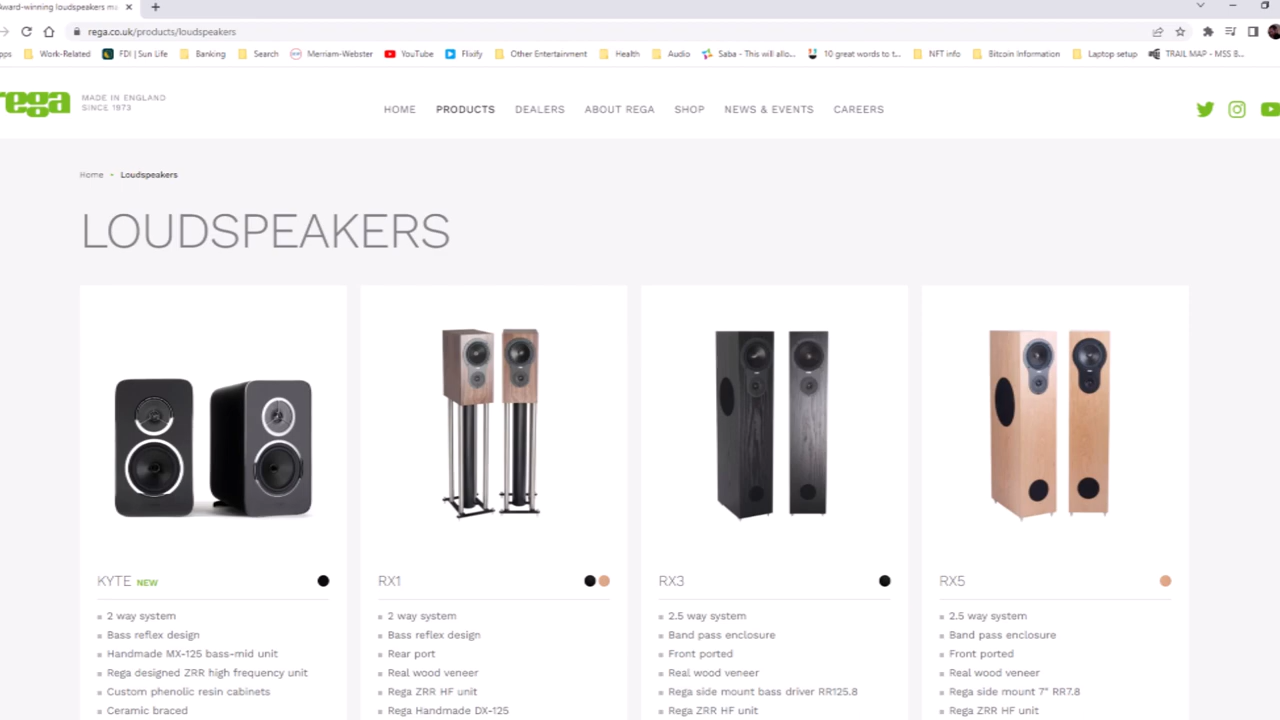 Award-winning loudspeakers ma
rega.co.uk/products/loudspeakers
Work-Related FDI | Sun Life Banking Search Merriam-Webster YouTube Flixify Other Entertainment Health Audio Saba - This will allo... 10 great words to t... NFT info Bitcoin Information Laptop setup TRAIL MAP - MSS B...
rega MADE IN ENGLAND
SINCE 1973
HOME PRODUCTS DEALERS ABOUT REGA SHOP NEWS & EVENTS CAREERS
Home • Loudspeakers
LOUDSPEAKERS
KYTE NEW
2 way system
Bass reflex design
Handmade MX-125 bass-mid unit
Rega designed ZRR high frequency unit
Custom phenolic resin cabinets
Ceramic braced
RX1
2 way system
Bass reflex design
Rear port
Real wood veneer
Rega ZRR HF unit
Rega Handmade DX-125
RX3
2.5 way system
Band pass enclosure
Front ported
Real wood veneer
Rega side mount bass driver RR125.8
Rega ZRR HF unit
RX5
2.5 way system
Band pass enclosure
Front ported
Real wood veneer
Rega side mount 7" RR7.8
Rega ZRR HF unit